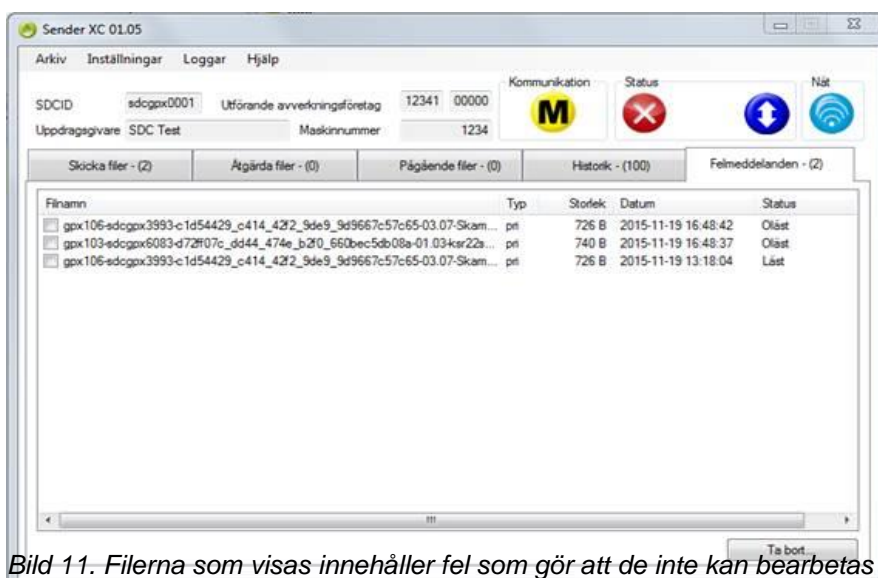 Sender XC 01.05
Arkiv Inställningar Loggar Hjälp
Kommunikation Status Nät
SDCID sdcgpx0001 Utförande avverkningsföretag 12341 00000
M
Uppdragsgivare SDC Test Maskinnummer 1234
Skicka filer - (2) Åtgärda filer - (0) Pågående filer - (0) Historik - (100) Felmeddelanden - (2)
Filnamn Typ Storlek Datum Status
gpx106-sdcgpx3993-c1d54429_c414_42f2_9de9_9d9667c57c65-03.07-Skam... pri 726 B 2015-11-19 16:48:42 Oläst
gpx103-sdcgpx6083-d72ff07c_dd44_474e_b2f0_660bec5db08a-01.03-ksr22s... pri 740 B 2015-11-19 16:48:37 Oläst
gpx106-sdcgpx3993-c1d54429_c414_42f2_9de9_9d9667c57c65-03.07-Skam... pri 726 B 2015-11-19 13:18:04 Läst
Ta bort...
Bild 11. Filerna som visas innehåller fel som gör att de inte kan bearbetas